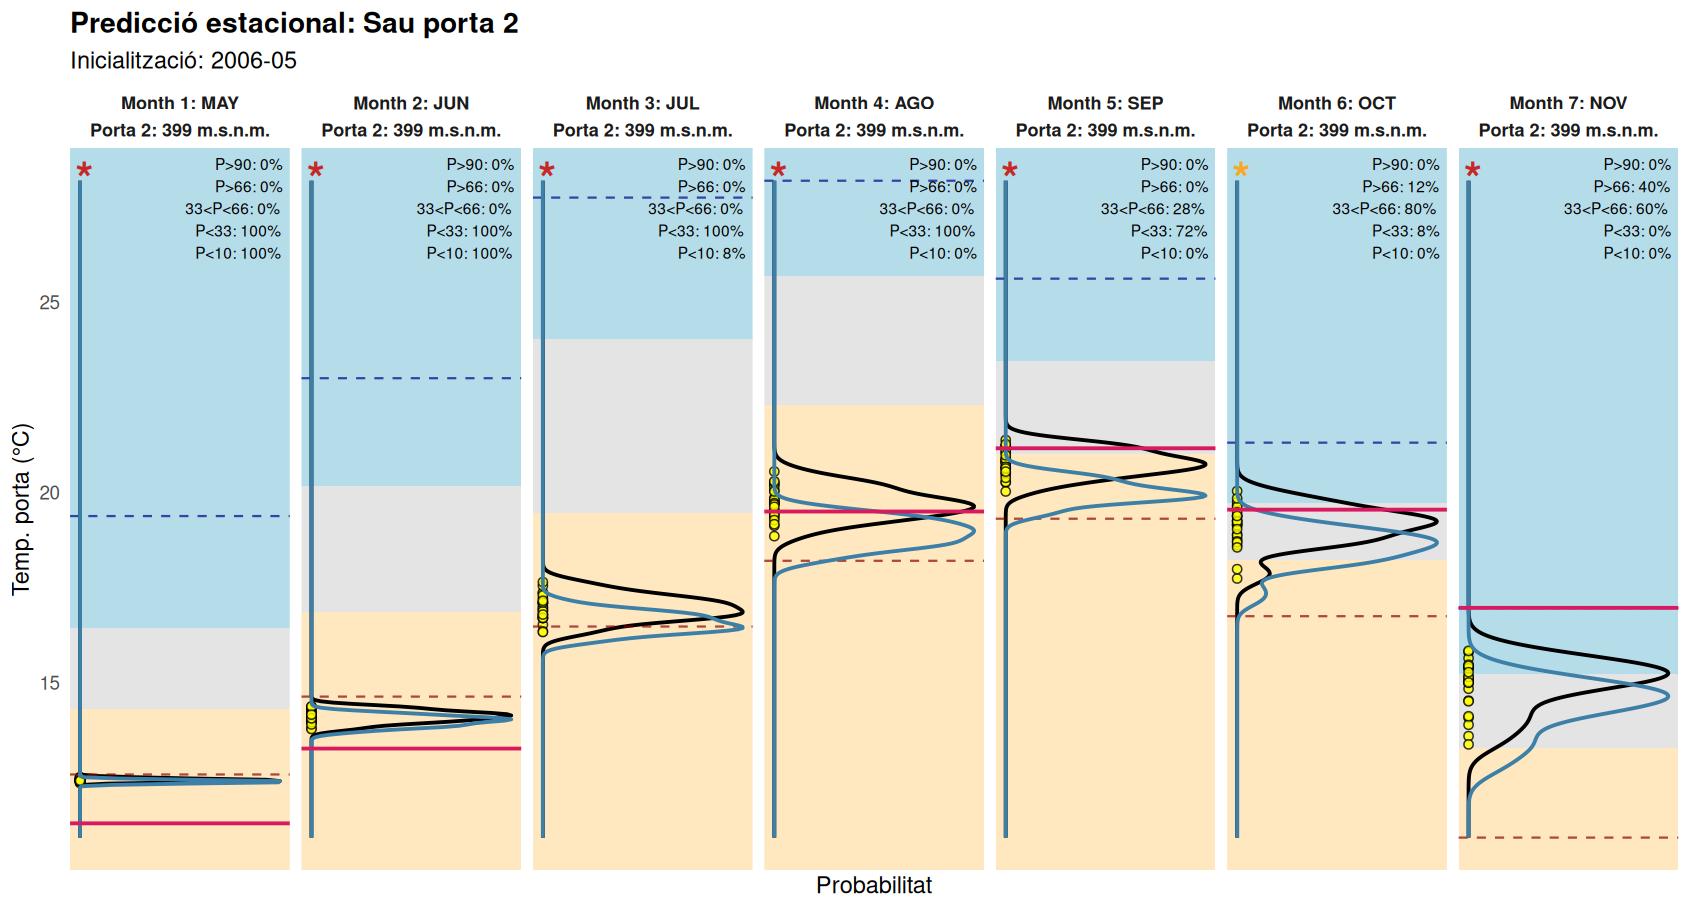 Predicció estacional: Sau porta 2
Inicialització: 2006-05
Month 1: MAY
Porta 2: 399 m.s.n.m.
Month 2: JUN
Porta 2: 399 m.s.n.m.
Month 3: JUL
Porta 2: 399 m.s.n.m.
Month 4: AGO
Porta 2: 399 m.s.n.m.
Month 5: SEP
Porta 2: 399 m.s.n.m.
Month 6: OCT
Porta 2: 399 m.s.n.m.
Month 7: NOV
Porta 2: 399 m.s.n.m.
*
P>90: 0%
P>66: 0%
33<P<66: 0%
P<33: 100%
P<10: 100%
*
P>90: 0%
P>66: 0%
33<P<66: 0%
P<33: 100%
P<10: 100%
*
P>90: 0%
P>66: 0%
33<P<66: 0%
P<33: 100%
P<10: 8%
*
P>90: 0%
P>66: 0%
33<P<66: 0%
P<33: 100%
P<10: 0%
*
P>90: 0%
P>66: 0%
33<P<66: 28%
P<33: 72%
P<10: 0%
*
P>90: 0%
P>66: 12%
33<P<66: 80%
P<33: 8%
P<10: 0%
*
P>90: 0%
P>66: 40%
33<P<66: 60%
P<33: 0%
P<10: 0%
25
20
15
Temp. porta (°C)
Probabilitat